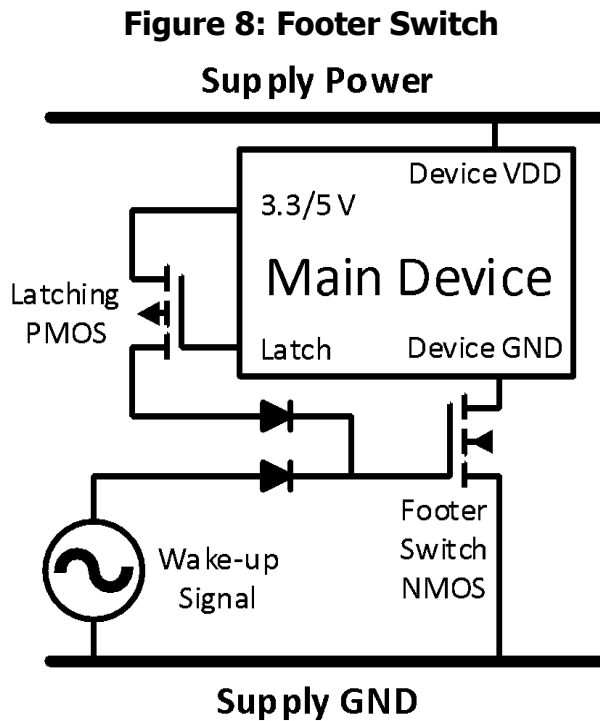 Figure 8: Footer Switch
Supply Power
Device VDD
3.3/5 V
Main Device
Latching
PMOS
Latch
Device GND
Footer
Switch
NMOS
Wake-up
Signal
Supply GND